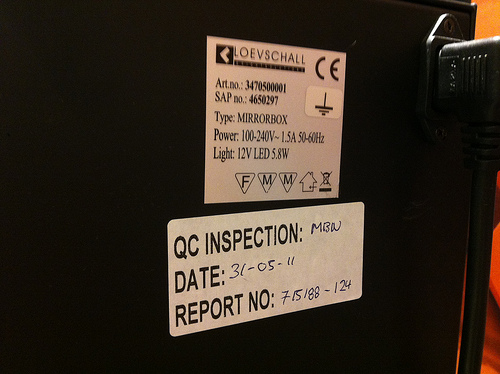 LOEVSCHALL
CE
Art.no.: 3470500001
SAP no.: 4650297
Type: MIRRORBOX
Power: 100-240V~ 1.5A 50-60Hz
Light: 12V LED 5.8W
F M M
QC INSPECTION: MBW
DATE: 31-05-11
REPORT NO: 715188-124